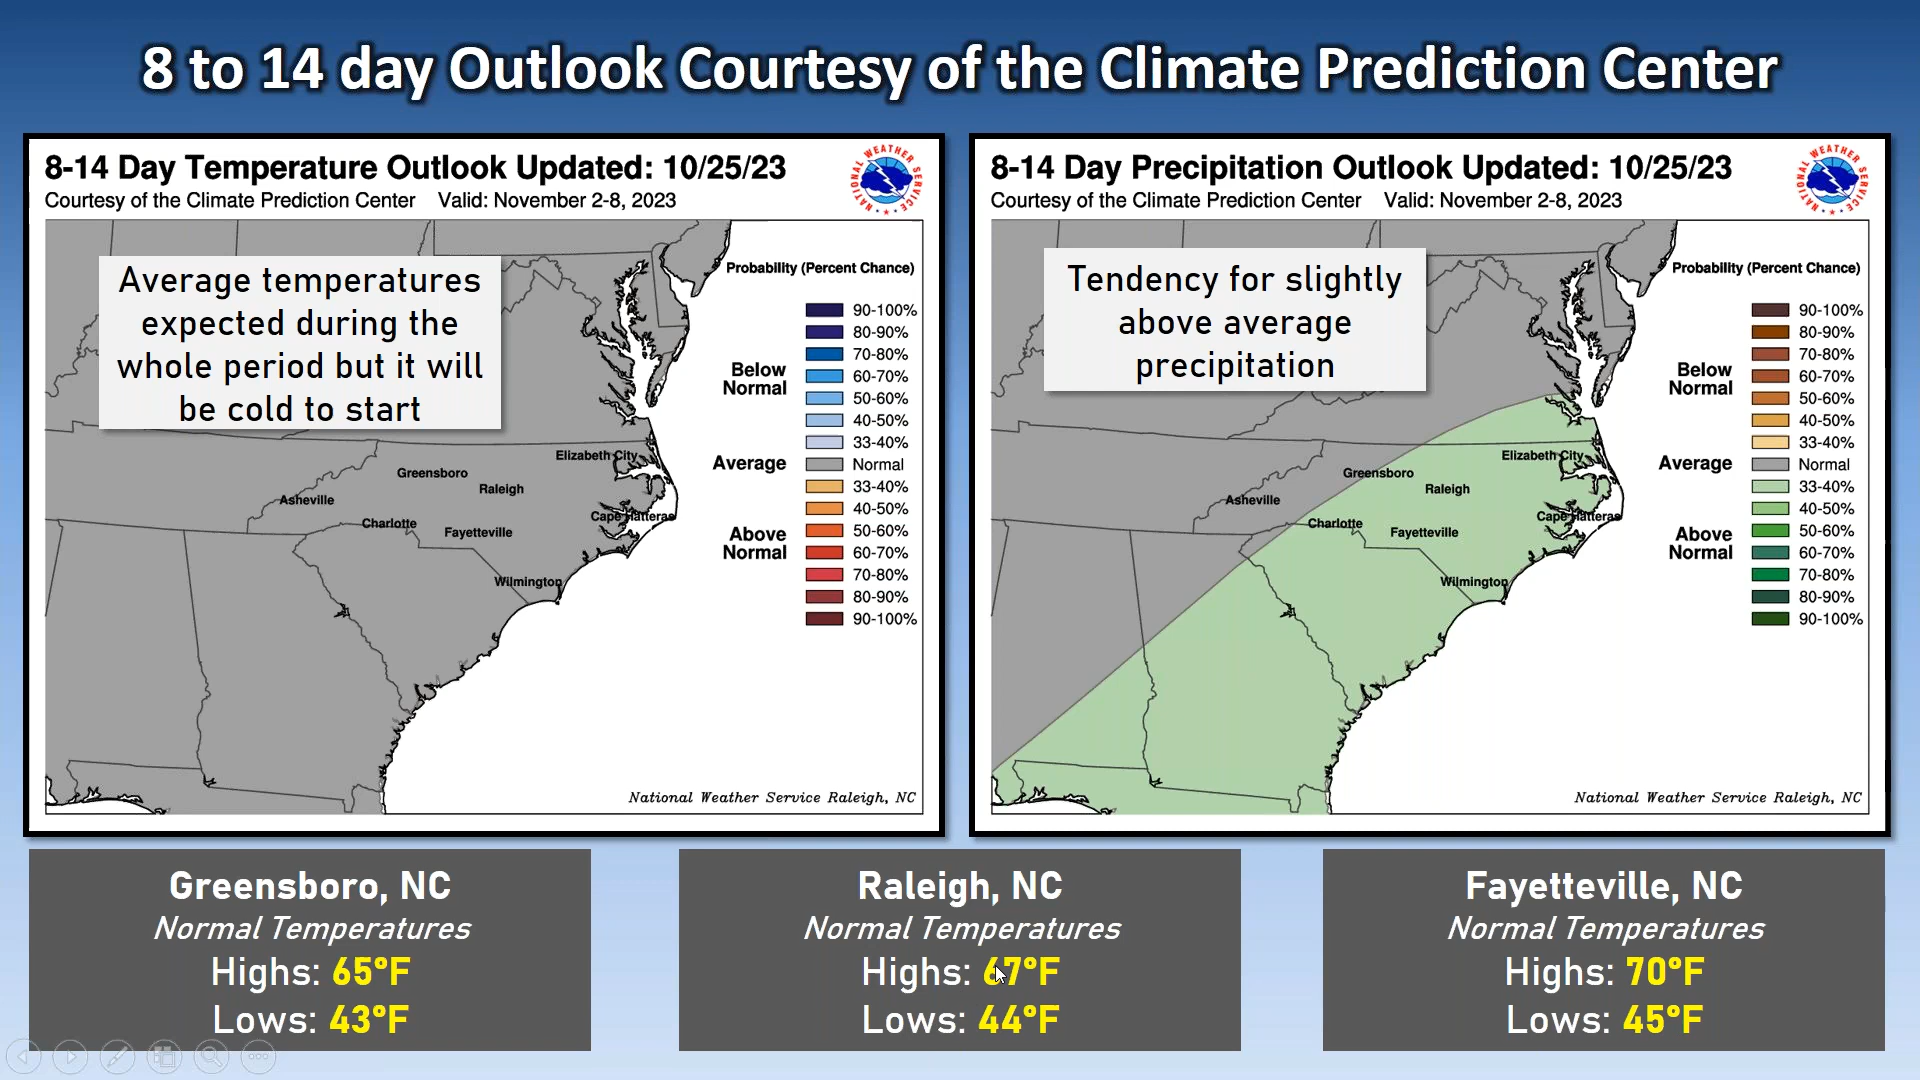 8 to 14 day Outlook Courtesy of the Climate Prediction Center
8-14 Day Temperature Outlook Updated: 10/25/23
Courtesy of the Climate Prediction Center Valid: November 2-8, 2023
NATIONAL WEATHER SERVICE
Average temperatures
expected during the
whole period but it will
be cold to start
Probability (Percent Chance)
90-100%
80-90%
70-80%
Below
Normal
60-70%
50-60%
40-50%
33-40%
Average
Normal
33-40%
40-50%
50-60%
Above
Normal
60-70%
70-80%
80-90%
90-100%
Elizabeth City
Greensboro
Raleigh
Asheville
Cape Hatteras
Charlotte
Fayetteville
Wilmington
National Weather Service Raleigh, NC
8-14 Day Precipitation Outlook Updated: 10/25/23
Courtesy of the Climate Prediction Center Valid: November 2-8, 2023
NATIONAL WEATHER SERVICE
Tendency for slightly
above average
precipitation
Probability (Percent Chance)
90-100%
80-90%
70-80%
Below
Normal
60-70%
50-60%
40-50%
33-40%
Average
Normal
33-40%
40-50%
50-60%
Above
Normal
60-70%
70-80%
80-90%
90-100%
Elizabeth City
Greensboro
Raleigh
Asheville
Cape Hatteras
Charlotte
Fayetteville
Wilmington
National Weather Service Raleigh, NC
Greensboro, NC
Normal Temperatures
Highs: 65°F
Lows: 43°F
Raleigh, NC
Normal Temperatures
Highs: 67°F
Lows: 44°F
Fayetteville, NC
Normal Temperatures
Highs: 70°F
Lows: 45°F